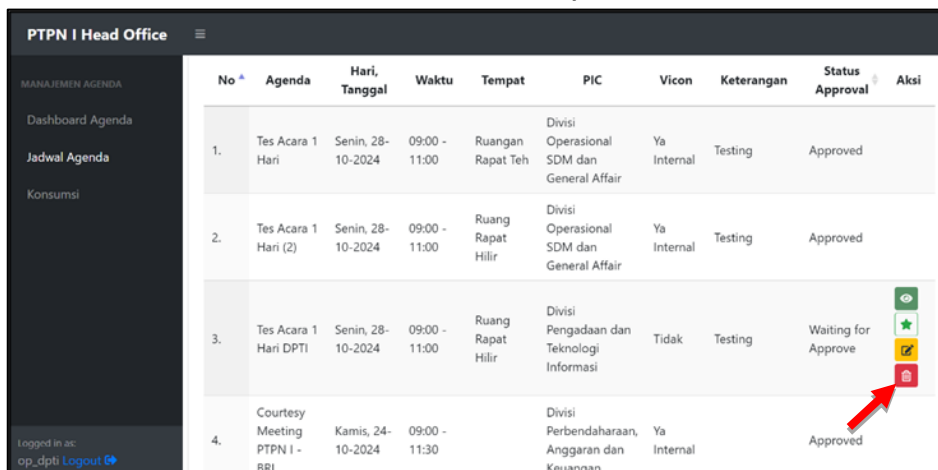 PTPN I Head Office
MANAJEMEN AGENDA
Dashboard Agenda
Jadwal Agenda
Konsumsi
Logged in as:
op_dpti Logout
No Agenda Hari, Tanggal Waktu Tempat PIC Vicon Keterangan Status Approval Aksi
1. Tes Acara 1 Hari Senin, 28-10-2024 09:00 - 11:00 Ruangan Rapat Teh Divisi Operasional SDM dan General Affair Ya Internal Testing Approved
2. Tes Acara 1 Hari (2) Senin, 28-10-2024 09:00 - 11:00 Ruang Rapat Hilir Divisi Operasional SDM dan General Affair Ya Internal Testing Approved
3. Tes Acara 1 Hari DPTI Senin, 28-10-2024 09:00 - 11:00 Ruang Rapat Hilir Divisi Pengadaan dan Teknologi Informasi Tidak Testing Waiting for Approve
4. Courtesy Meeting PTPN I - BRI Kamis, 24-10-2024 09:00 - 11:30 Divisi Perbendaharaan, Anggaran dan Keuangan Ya Internal Approved